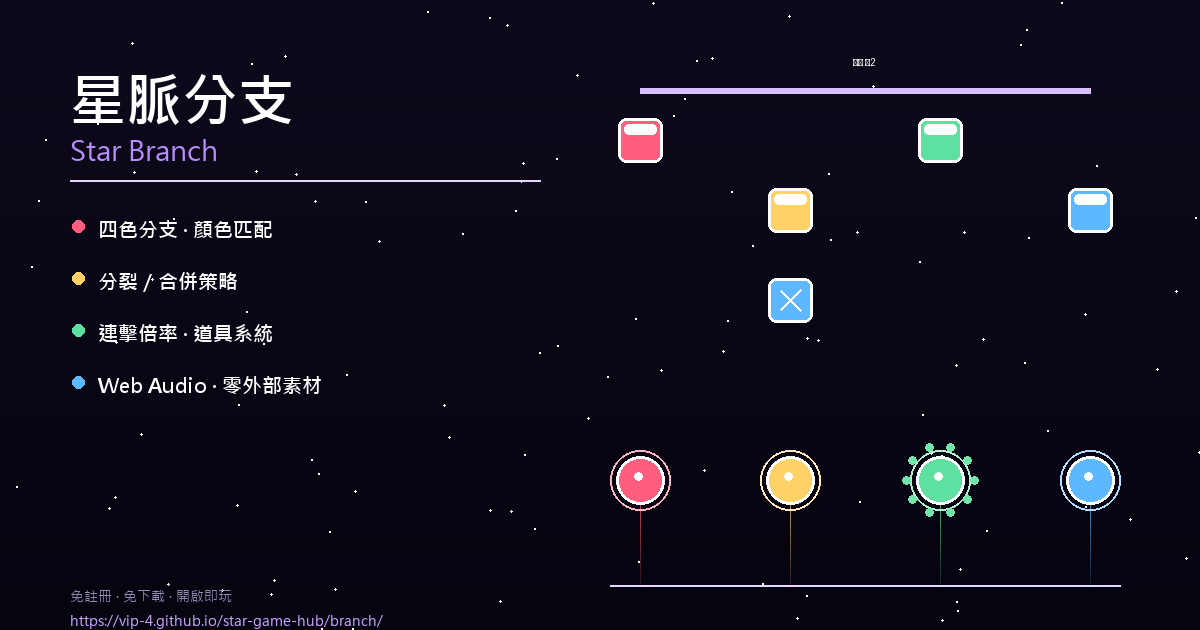 星脈分支
Star Branch
四色分支 · 顏色匹配
分裂 / 合併策略
連擊倍率 · 道具系統
Web Audio · 零外部素材
免註冊 · 免下載 · 開啟即玩
https://vip-4.github.io/star-game-hub/branch/
2